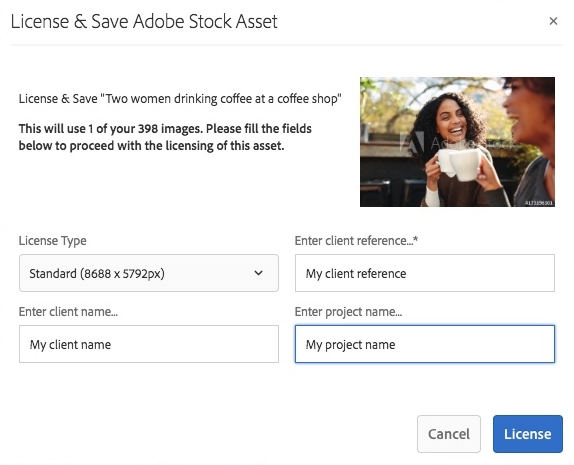 License & Save Adobe Stock Asset
×
License & Save "Two women drinking coffee at a coffee shop"
This will use 1 of your 398 images. Please fill the fields
below to proceed with the licensing of this asset.
License Type
Enter client reference...*
Standard (8688 x 5792px)
My client reference
Enter client name...
Enter project name...
My client name
My project name
Cancel
License